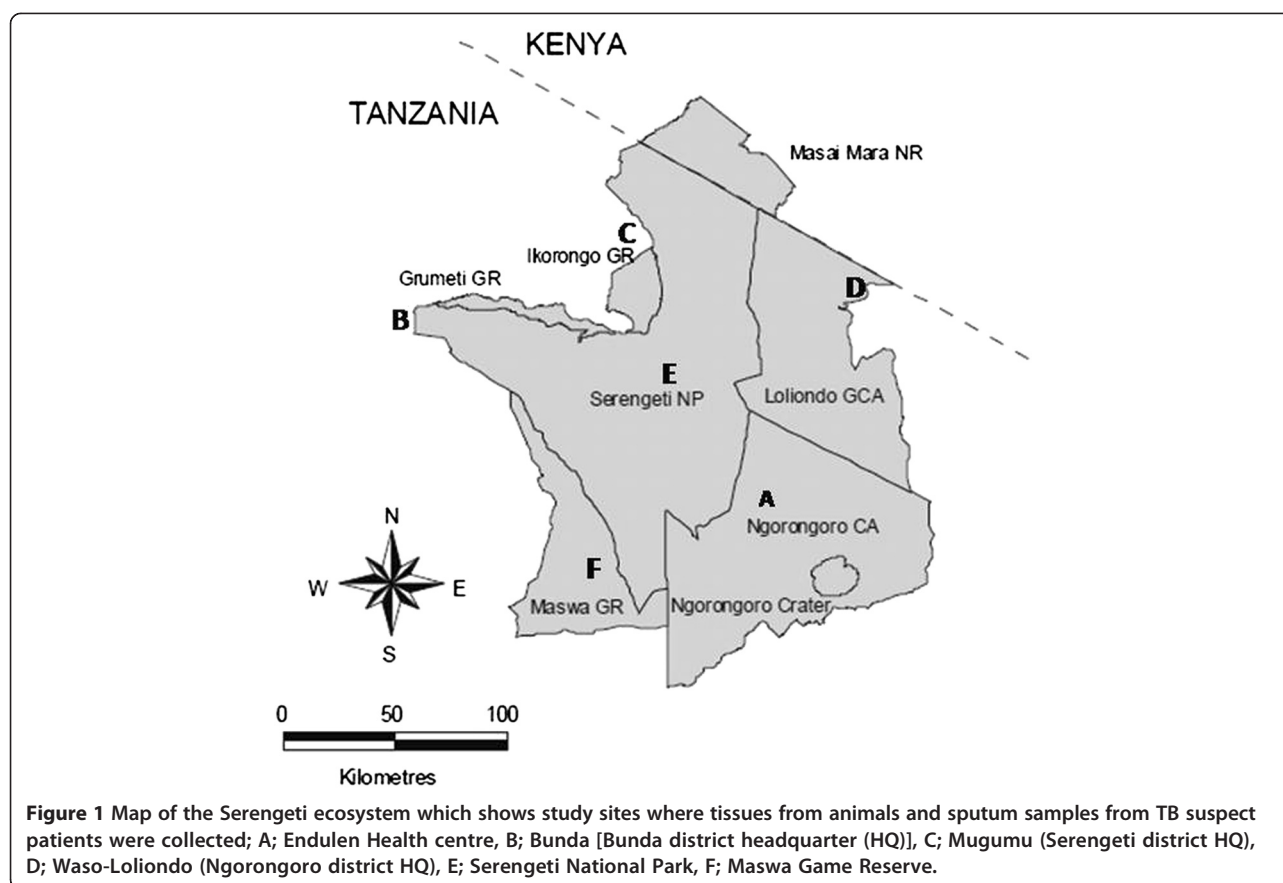 KENYA
TANZANIA
Masai Mara NR
C
Ikorongo GR
Grumeti GR
D
B
E
Serengeti NP
Loliondo GCA
A
Ngorongoro CA
N
F
W
E
Maswa GR
Ngorongoro Crater
S
0 50 100
Kilometres
Figure 1 Map of the Serengeti ecosystem which shows study sites where tissues from animals and sputum samples from TB suspect
patients were collected; A; Endulen Health centre, B; Bunda [Bunda district headquarter (HQ)], C; Mugumu (Serengeti district HQ),
D; Waso-Loliondo (Ngorongoro district HQ), E; Serengeti National Park, F; Maswa Game Reserve.